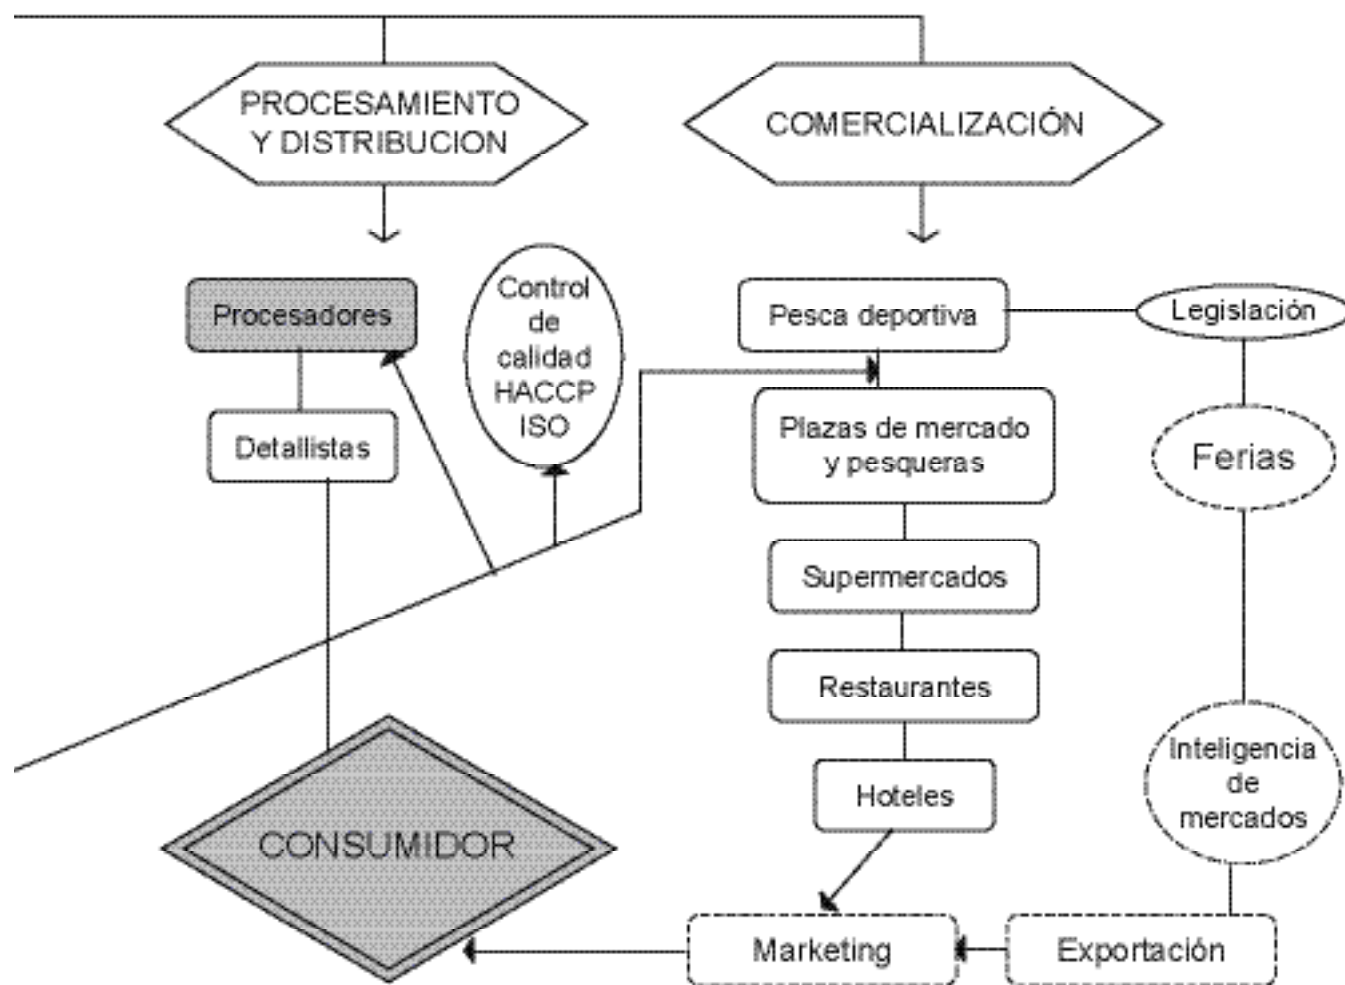 PROCESAMIENTO
Y DISTRIBUCION
COMERCIALIZACIÓN
Procesadores
Control
de
calidad
HACCP
ISO
Pesca deportiva
Legislación
Detallistas
Plazas de mercado
y pesqueras
Ferias
Supermercados
Restaurantes
Inteligencia
de
mercados
Hoteles
CONSUMIDOR
Marketing
Exportación